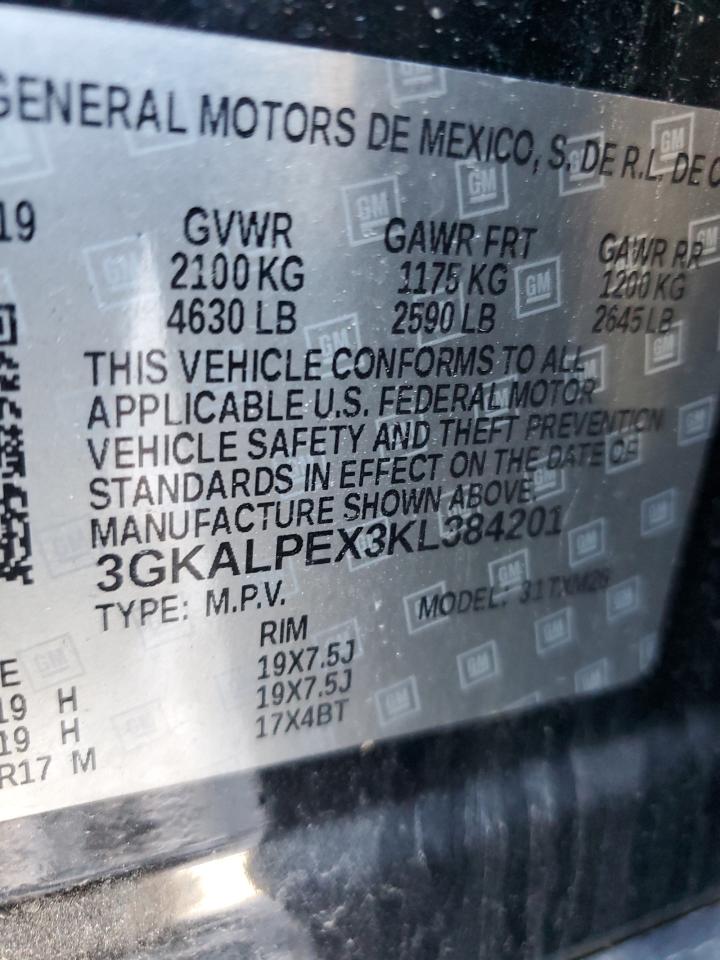 GENERAL MOTORS DE MEXICO, S. DE R.L. DE C
19 GVWR GAWR FRT GAWR RR
2100 KG 1175 KG 1200 KG
4630 LB 2590 LB 2645 LB
THIS VEHICLE CONFORMS TO ALL
APPLICABLE U.S. FEDERAL MOTOR
VEHICLE SAFETY AND THEFT PREVENTION
STANDARDS IN EFFECT ON THE DATE OF
MANUFACTURE SHOWN ABOVE.
3GKALPEX3KL384201
TYPE: M.P.V. MODEL: 31TXM26
E RIM
19 H 19X7.5J
19 H 19X7.5J
R17 M 17X4BT